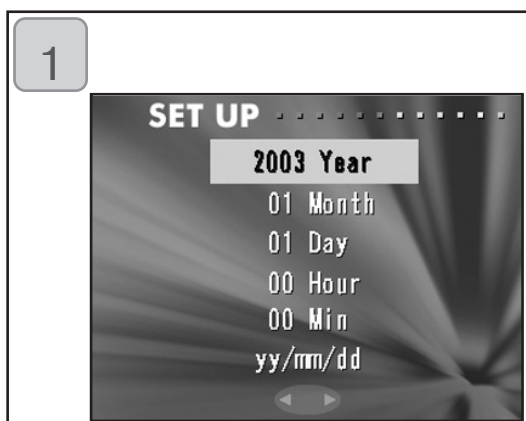 1
SET UP
2003 Year
01 Month
01 Day
00 Hour
00 Min
yy/mm/dd